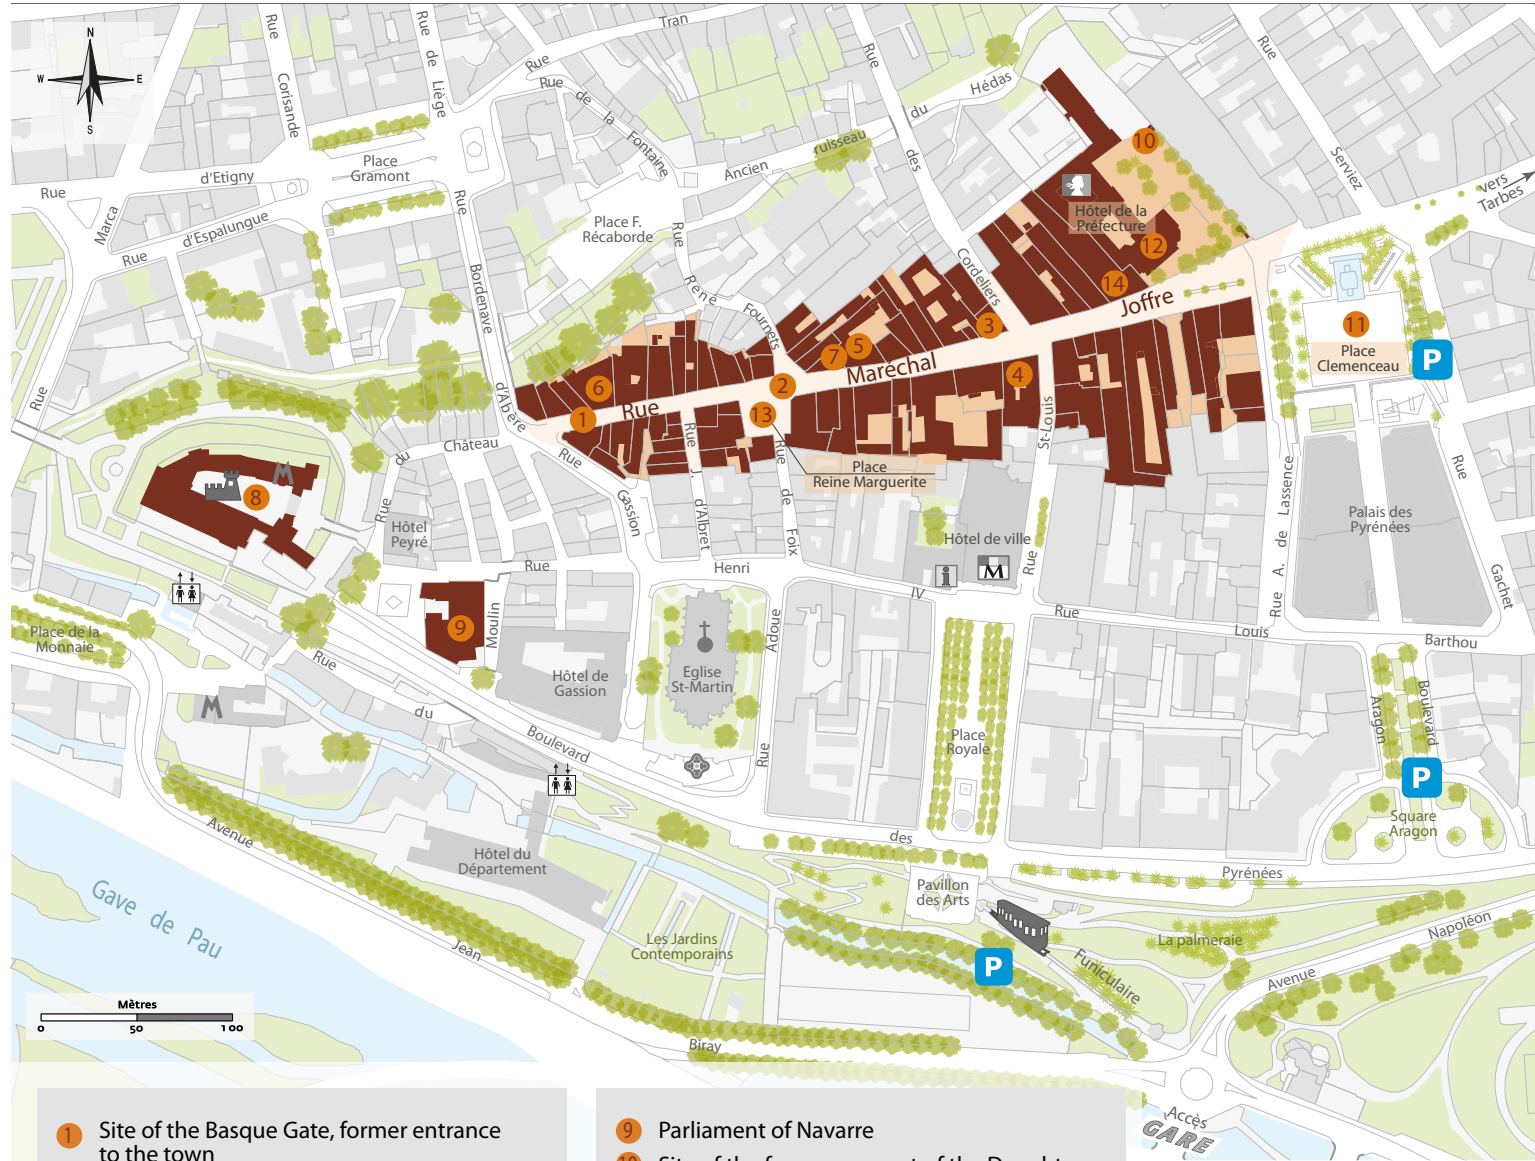 N
W
E
S
Rue
Corisande
Rue de Liège
Tran
Rue
Rue de la Fontaine
Rue
des
Cordeliers
du
Hédas
Ancien
ruisseau
Rue
Serviez
vers
Tarbes
Place
Gramont
Rue
d'Etigny
Marca
Rue
d'Espalungue
Rue
Bordenave
d'Abère
Place F.
Récaborde
Rue
René
Fournets
Hôtel de la
Préfecture
10
12
14
3
5
7
4
2
13
6
1
11
8
9
Rue
Maréchal
Joffre
Place
Clemenceau
P
Rue
Château
du
Rue
Rue
Gassion
Rue
J.
d'Albret
Rue
de
Foix
Place
Reine Marguerite
St-Louis
Rue
Rue A. de Lassence
Palais des
Pyrénées
Rue
Gachet
Hôtel
Peyré
Hôtel de ville
i
M
M
Rue
Henri
IV
Rue
Louis
Barthou
Place de la
Monnaie
Moulin
Hôtel de
Gassion
Eglise
St-Martin
Adoue
Rue
Place
Royale
Aragon
Boulevard
P
Square
Aragon
M
Rue
du
Boulevard
des
Pyrénées
Avenue
Jean
Biray
Hôtel du
Département
Pavillon
des Arts
Les Jardins
Contemporains
P
Funiculaire
La palmeraie
Avenue
Napoléon
Gave de Pau
Mètres
0
50
100
Accès
GARE
1 Site of the Basque Gate, former entrance
to the town
9 Parliament of Navarre